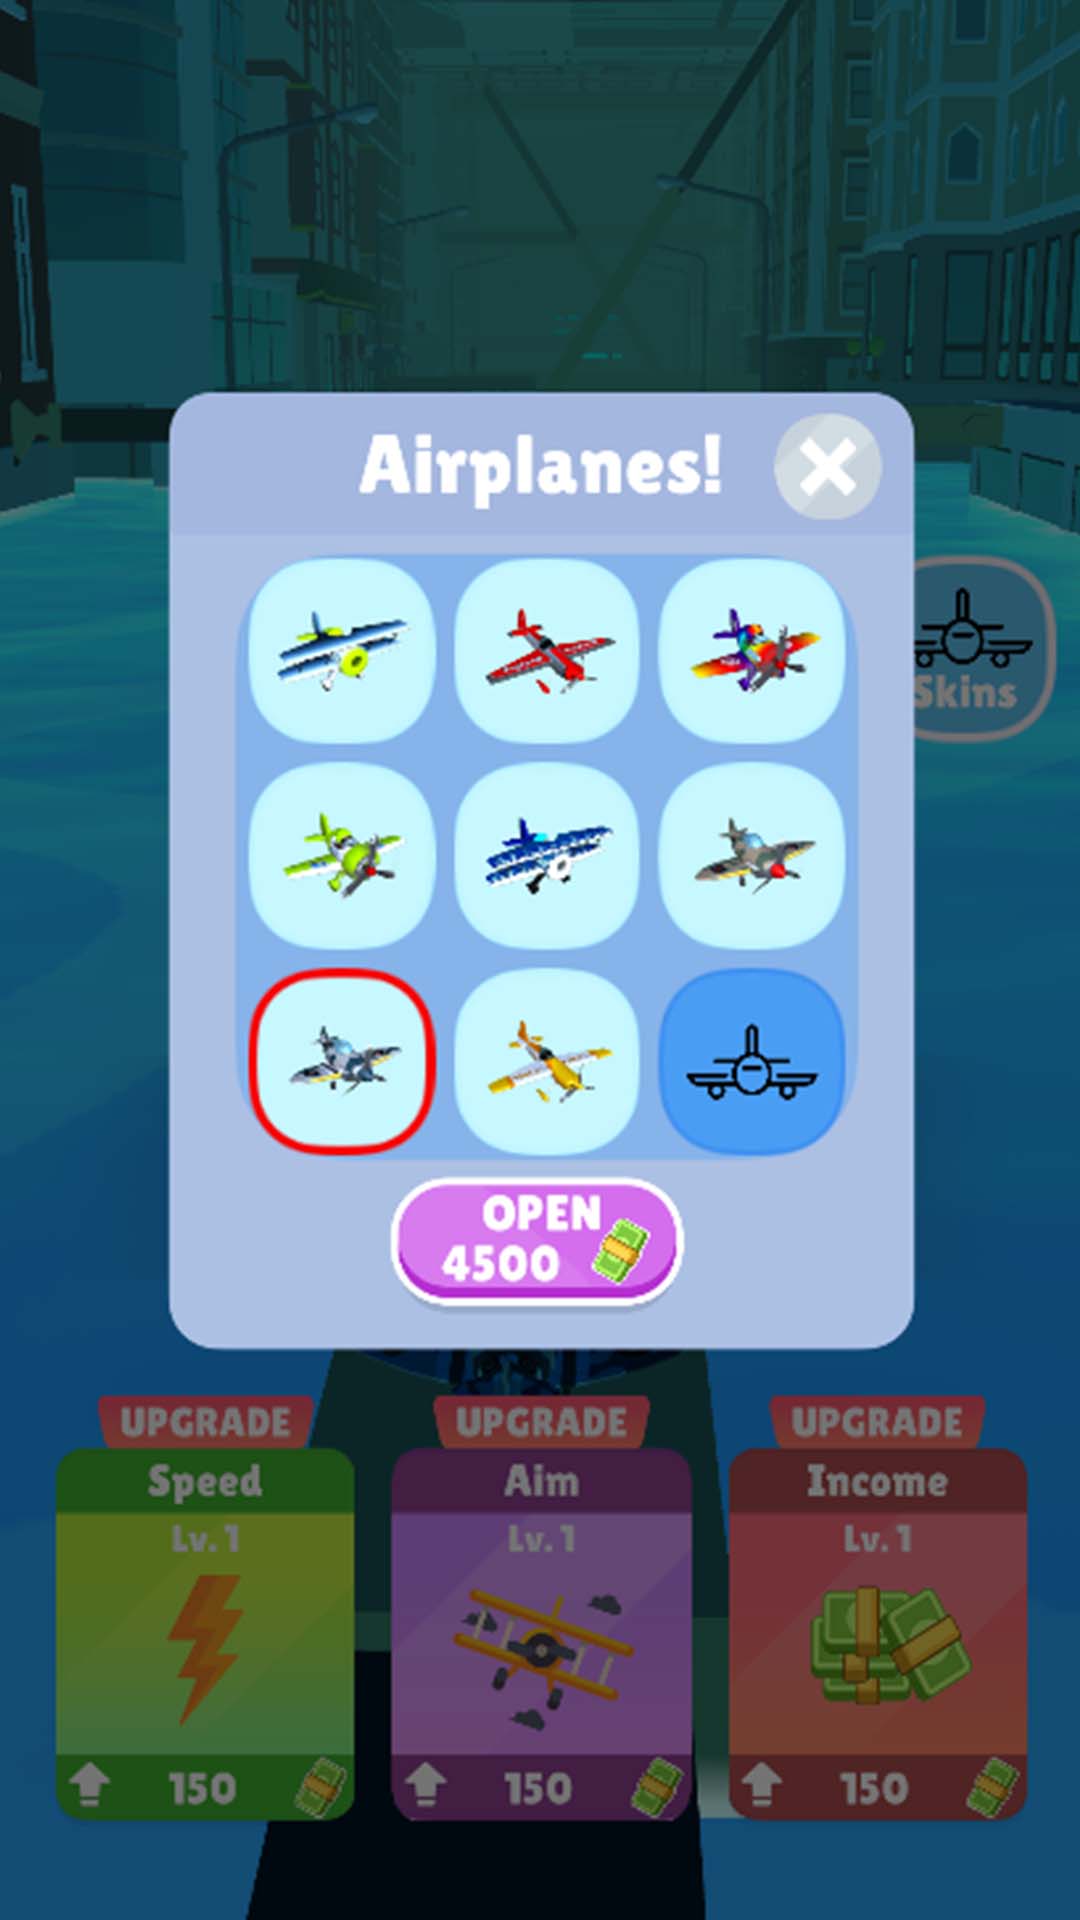 Airplanes!
Skins
OPEN
4500
UPGRADE
Speed
Lv. 1
150
UPGRADE
Aim
Lv. 1
150
UPGRADE
Income
Lv. 1
150